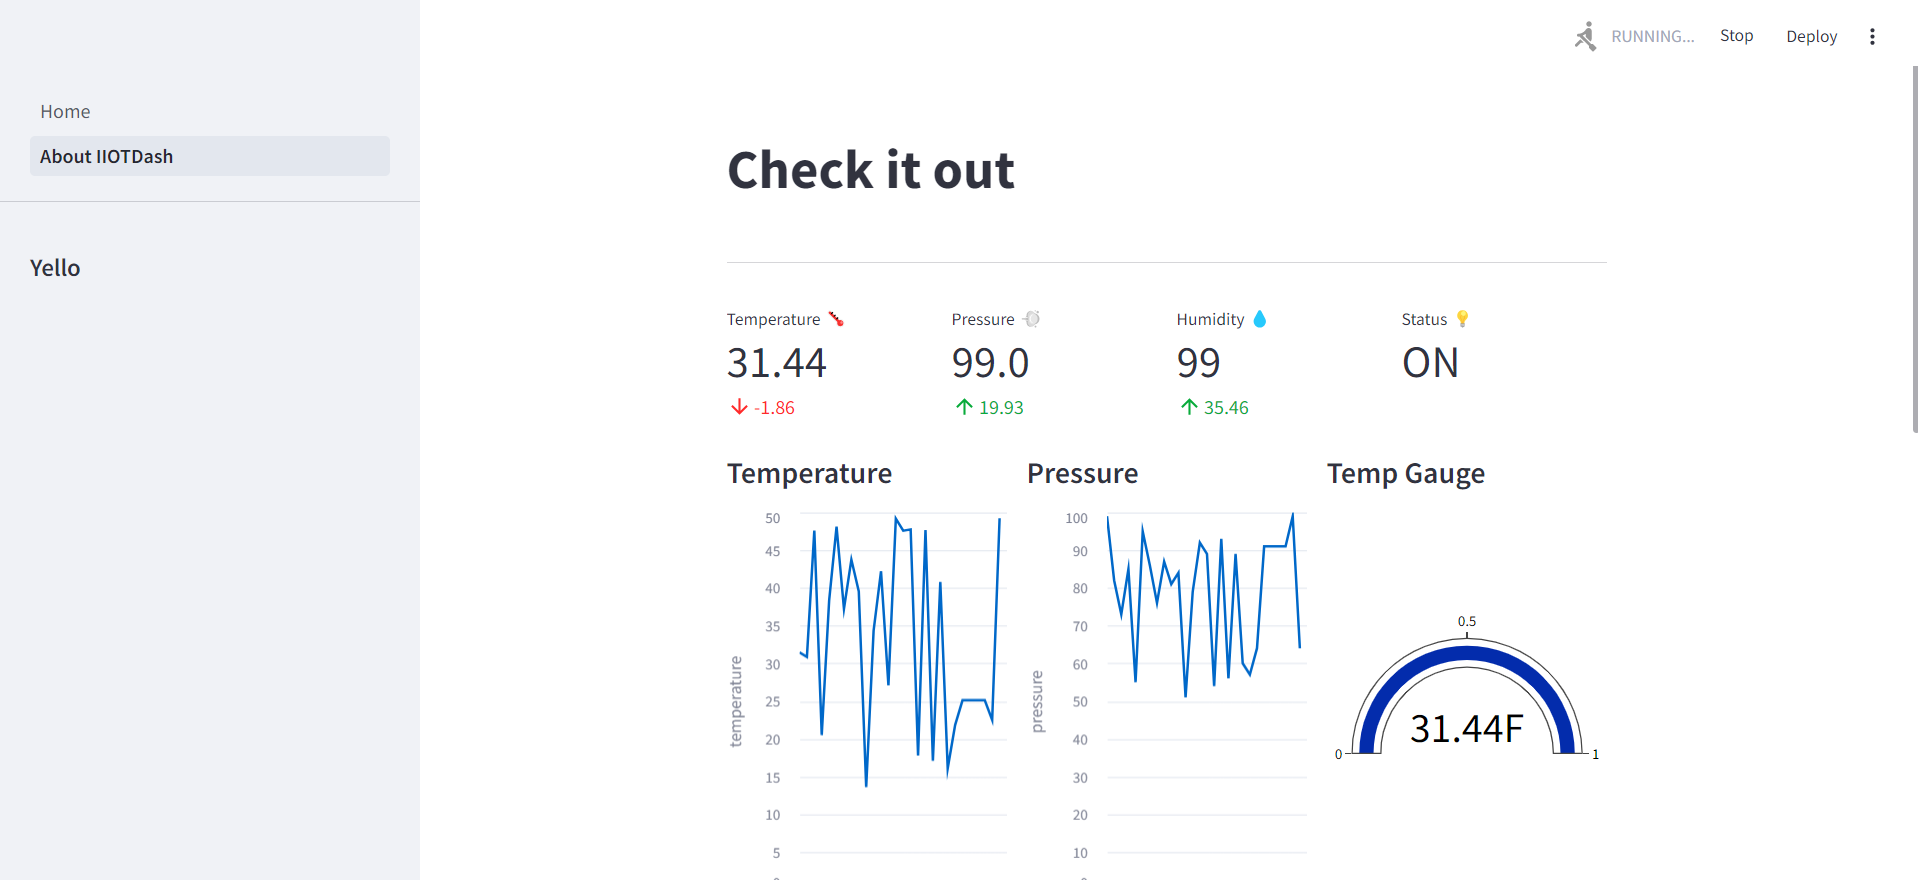 RUNNING...
Stop
Deploy
Home
About IIOTDash
Yello
Check it out
Temperature
31.44
-1.86
Pressure
99.0
19.93
Humidity
99
35.46
Status
ON
Temperature
50
45
40
35
30
25
20
15
10
5
temperature
Pressure
100
90
80
70
60
50
40
30
20
10
pressure
Temp Gauge
0.5
31.44F
0
1